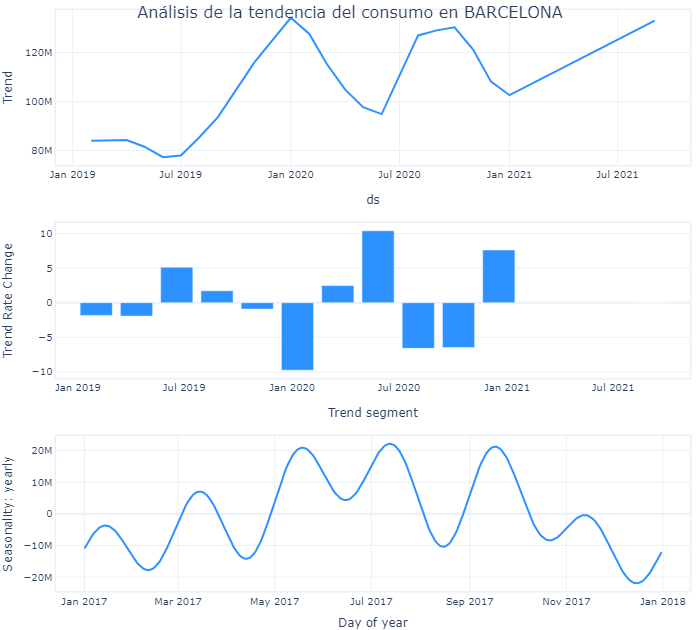 Análisis de la tendencia del consumo en BARCELONA
Trend
120M
100M
80M
Jan 2019 Jul 2019 Jan 2020 Jul 2020 Jan 2021 Jul 2021
ds
Trend Rate Change
10
5
0
−5
−10
Jan 2019 Jul 2019 Jan 2020 Jul 2020 Jan 2021 Jul 2021
Trend segment
Seasonality: yearly
20M
10M
0
−10M
−20M
Jan 2017 Mar 2017 May 2017 Jul 2017 Sep 2017 Nov 2017 Jan 2018
Day of year